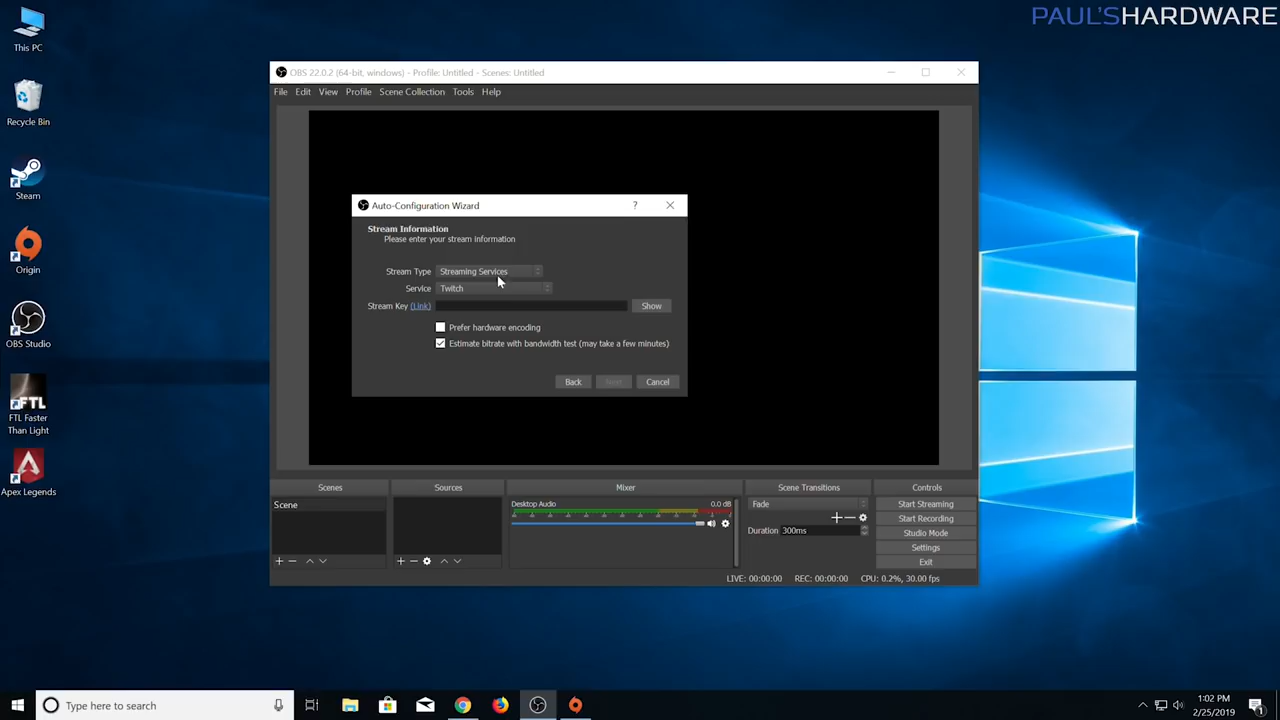 PAUL'SHARDWARE
This PC
Recycle Bin
Steam
Origin
OBS Studio
FTL Faster
Than Light
Apex Legends
OBS 22.0.2 (64-bit, windows) - Profile: Untitled - Scenes: Untitled
File Edit View Profile Scene Collection Tools Help
Auto-Configuration Wizard ?
Stream Information
Please enter your stream information
Stream Type Streaming Services
Service Twitch
Stream Key (Link) Show
Prefer hardware encoding
Estimate bitrate with bandwidth test (may take a few minutes)
Back Next Cancel
Scenes Sources Mixer Scene Transitions Controls
Scene
Desktop Audio 0.0 dB
Fade
Duration 300ms
Start Streaming
Start Recording
Studio Mode
Settings
Exit
LIVE: 00:00:00 REC: 00:00:00 CPU: 0.2%, 30.00 fps
Type here to search
1:02 PM
2/25/2019
1